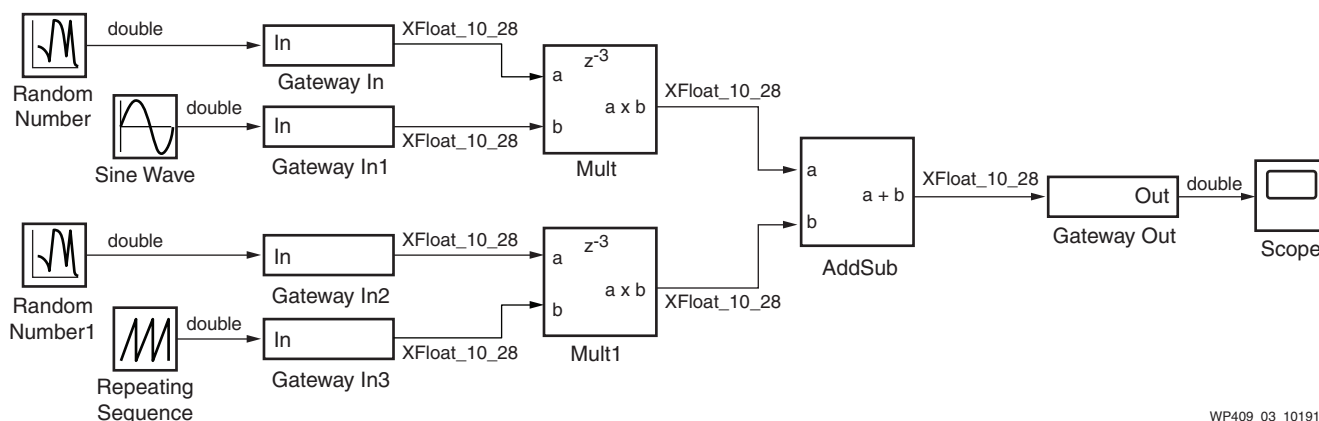 double
In
XFloat_10_28
Gateway In
Random
Number
double
In
XFloat_10_28
Gateway In1
Sine Wave
z-3
a
a x b
b
Mult
XFloat_10_28
double
In
XFloat_10_28
Gateway In2
Random
Number1
double
In
XFloat_10_28
Gateway In3
Repeating
Sequence
z-3
a
a x b
b
Mult1
XFloat_10_28
a
a + b
b
AddSub
XFloat_10_28
Out
Gateway Out
double
Scope
WP409_03_10191